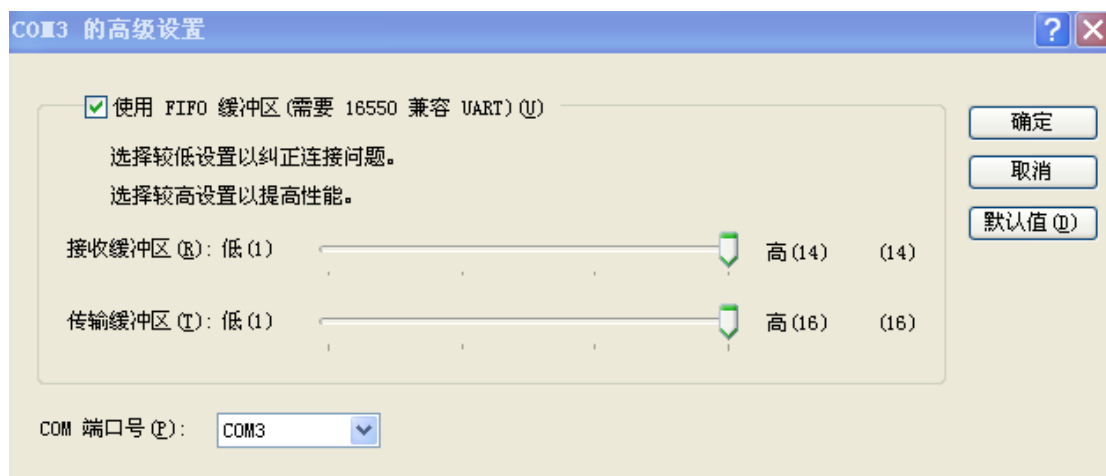 COM3 的高级设置
使用 FIFO 缓冲区(需要 16550 兼容 UART)(U)
确定
选择较低设置以纠正连接问题。
取消
选择较高设置以提高性能。
默认值(D)
接收缓冲区(R): 低(1) 高(14) (14)
传输缓冲区(T): 低(1) 高(16) (16)
COM 端口号(P): COM3